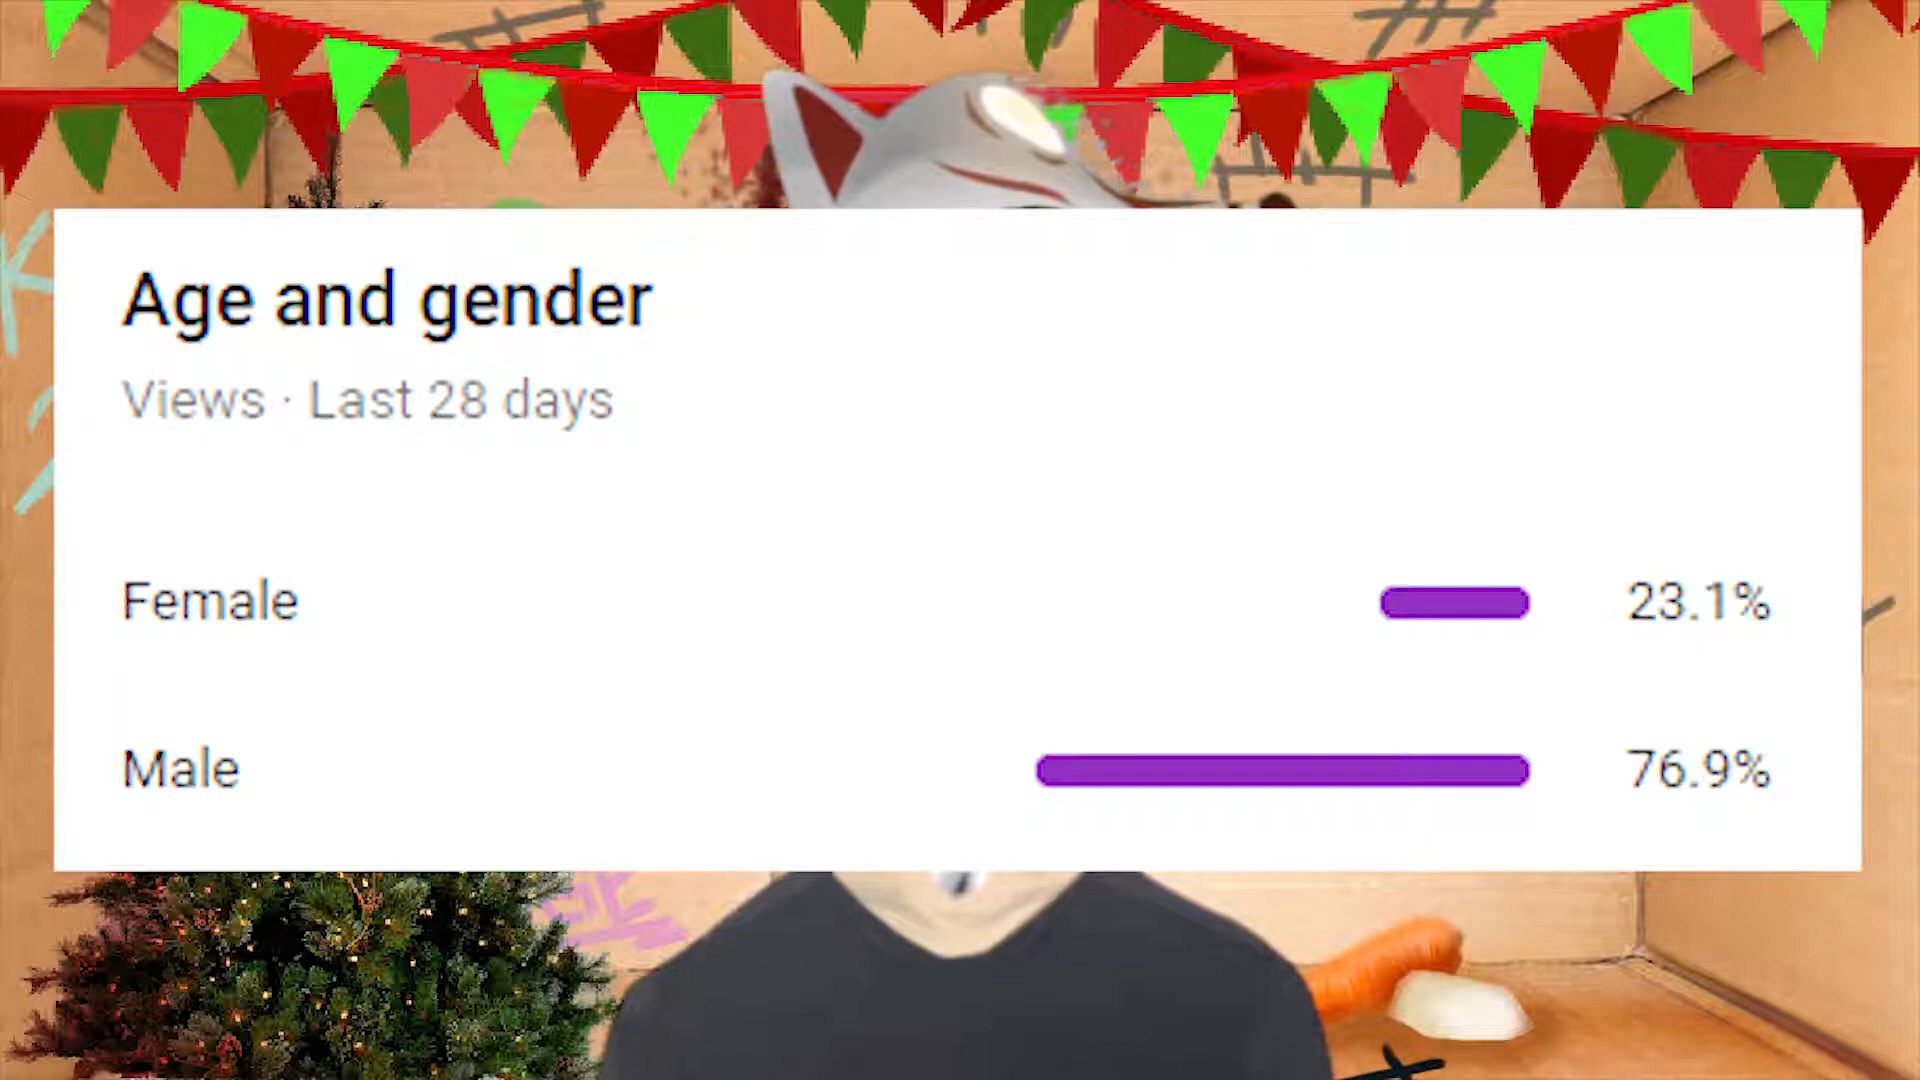 Age and gender
Views · Last 28 days
Female 23.1%
Male 76.9%